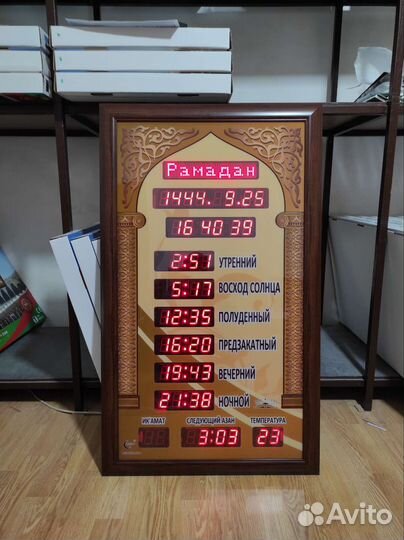 Рамадан
1444. 9.25
16 40 39
2:51 УТРЕННИЙ
5:17 ВОСХОД СОЛНЦА
12:35 ПОЛУДЕННЫЙ
16:20 ПРЕДЗАКАТНЫЙ
19:43 ВЕЧЕРНИЙ
21:38 НОЧНОЙ
ИКАМАТ СЛЕДУЮЩИЙ АЗАН ТЕМПЕРАТУРА
3:03 23
Avito